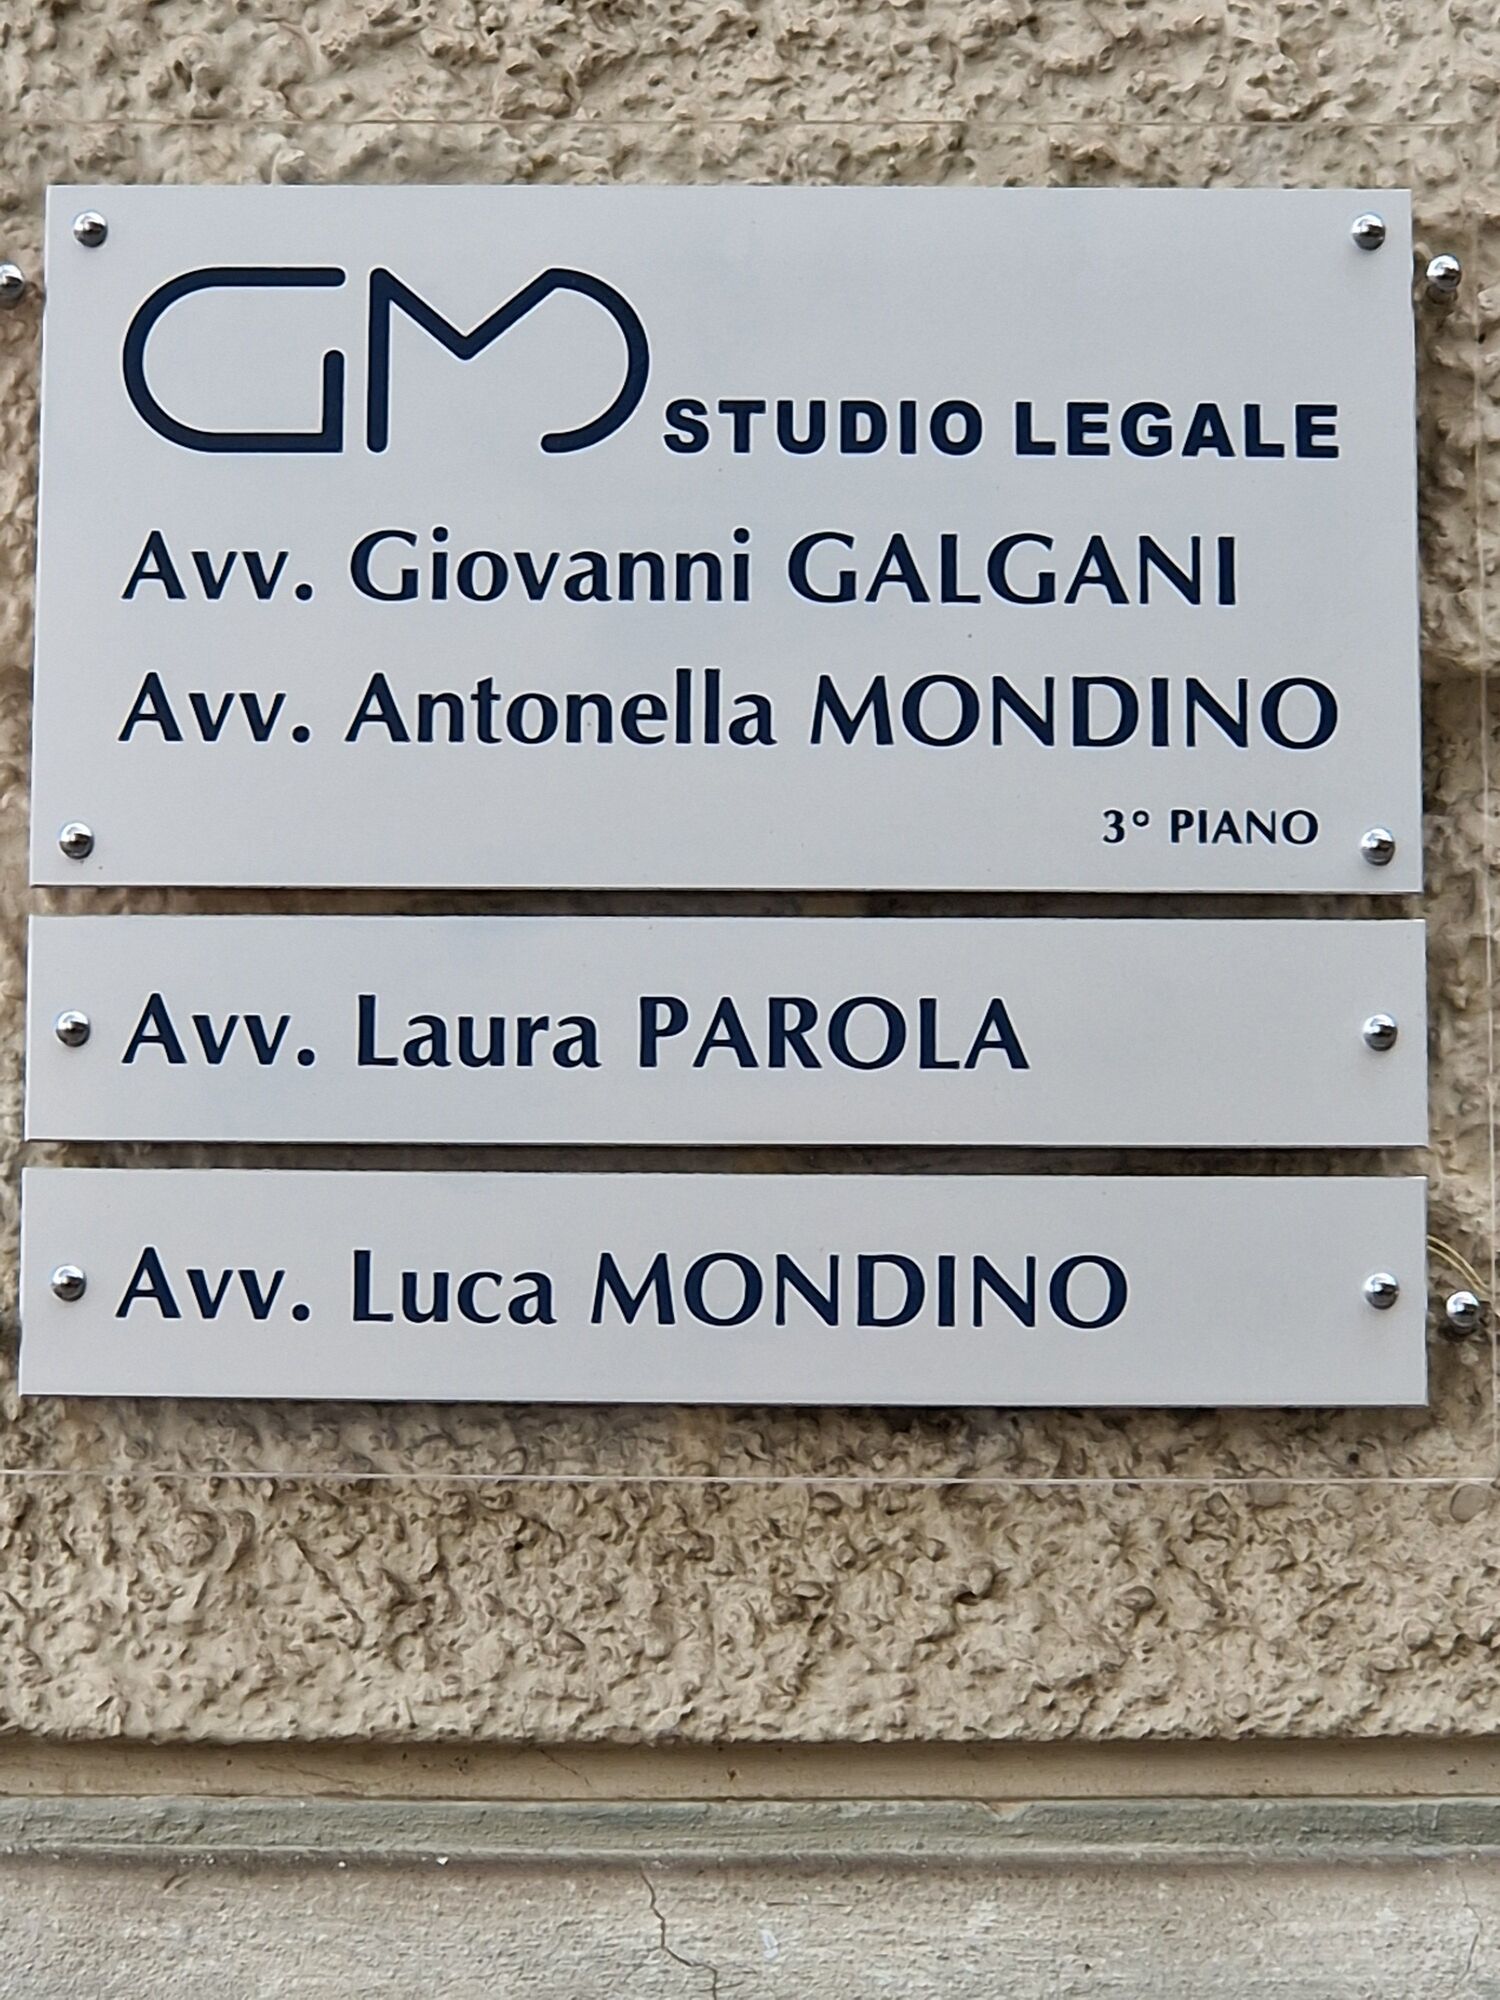 GM STUDIO LEGALE
Avv. Giovanni GALGANI
Avv. Antonella MONDINO
3° PIANO
Avv. Laura PAROLA
Avv. Luca MONDINO